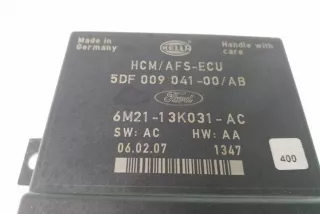 Made in
Germany
HELLA
Handle with
care
HCM/AFS-ECU
5DF 009 041-00/AB
Ford
6M21-13K031-AC
SW: AC HW: AA
06.02.07 1347
400